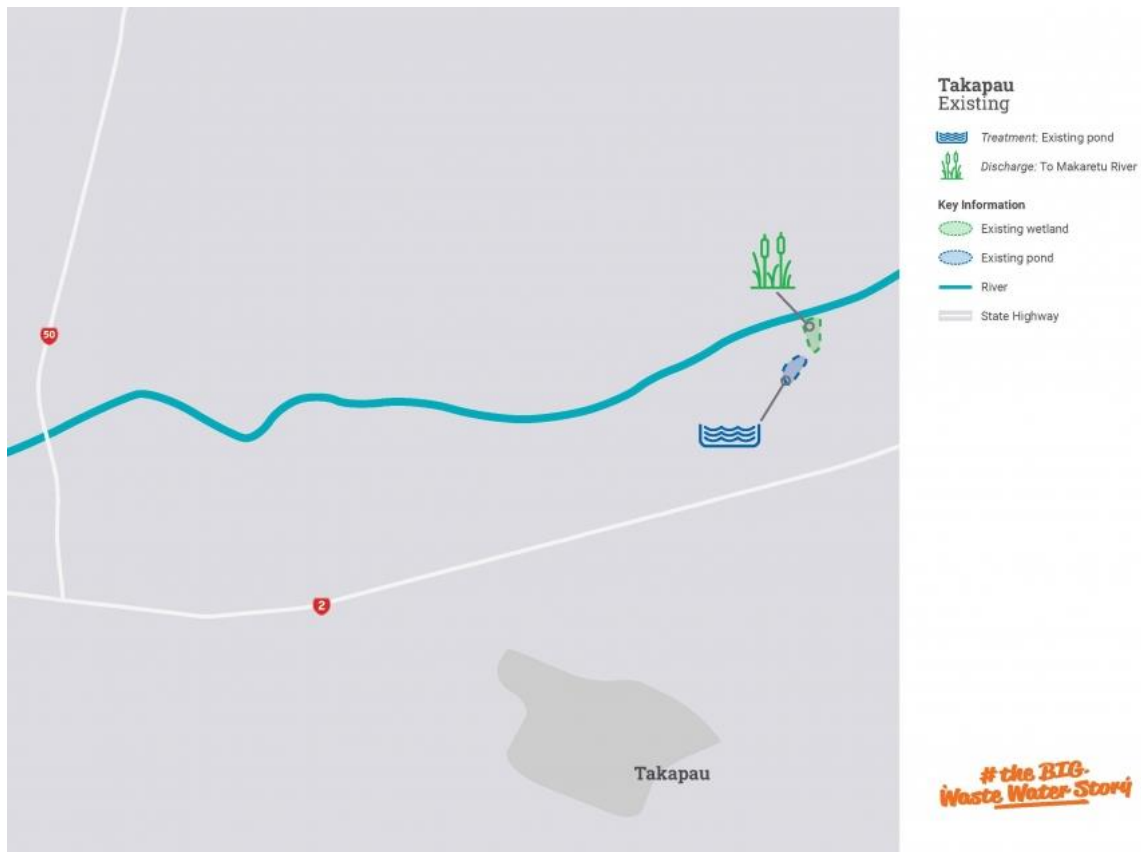 50
2
Takapau
Takapau
Existing
Treatment: Existing pond
Discharge: To Makaretu River
Key Information
Existing wetland
Existing pond
River
State Highway
# the BIG.
Waste Water Story